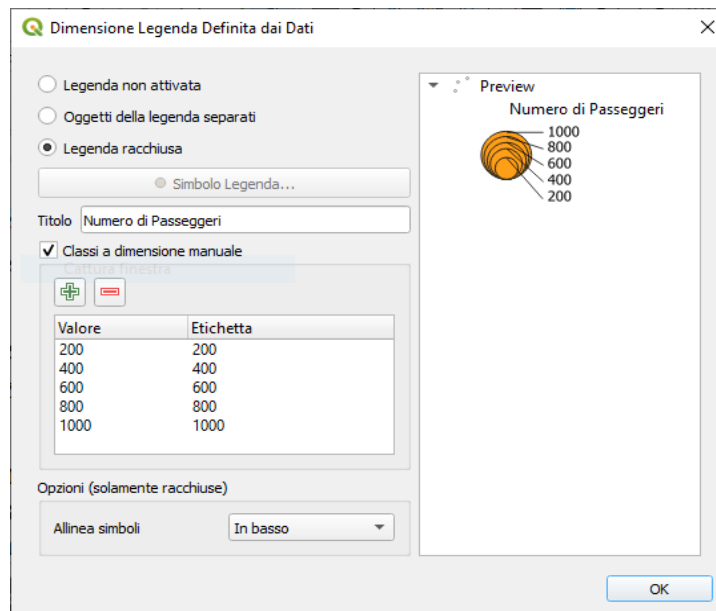 Dimensione Legenda Definita dai Dati
Legenda non attivata
Oggetti della legenda separati
Legenda racchiusa
Simbolo Legenda...
Titolo Numero di Passeggeri
Classi a dimensione manuale
Cattura finestra
Valore Etichetta
200 200
400 400
600 600
800 800
1000 1000
Opzioni (solamente racchiuse)
Allinea simboli In basso
Preview
Numero di Passeggeri
1000
800
600
400
200
OK